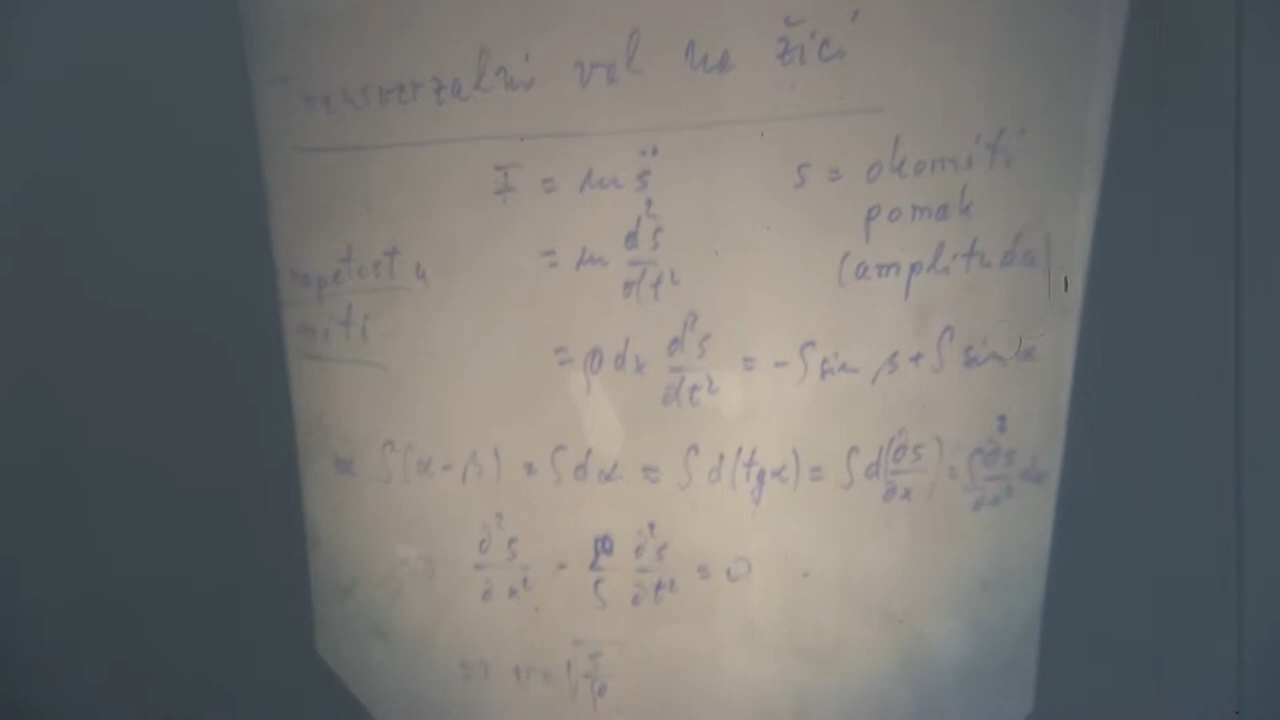 transverzalni val na žici
F = m s̈
s = okomiti
pomak
(amplituda)
= m d²s/dt²
napetost u
niti
= ρ dx d²s/dt² = - S sin β + S sin α
= S(α - β) = S dα = S d(tg α) = S d(∂s/∂x) = S ∂²s/∂x² dx
∂²s/∂x² - ρ/S ∂²s/∂t² = 0
⇒ v = √(S/ρ)